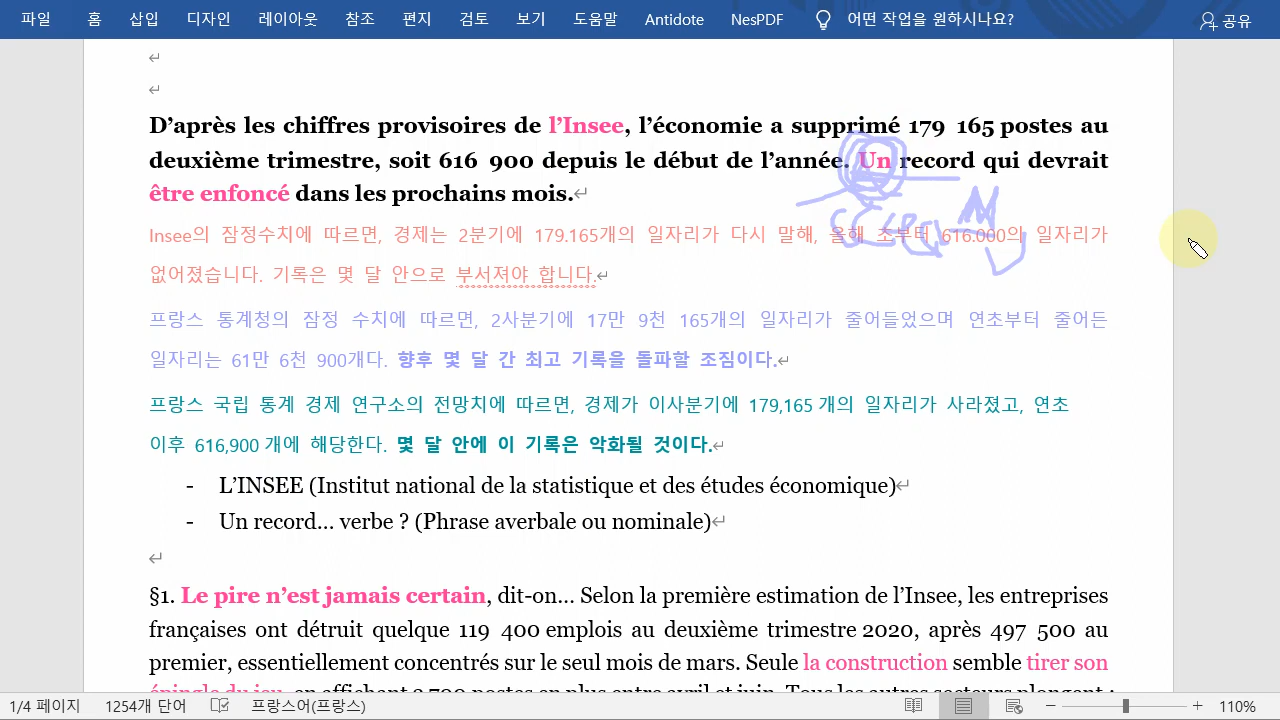 파일 홈 삽입 디자인 레이아웃 참조 편지 검토 보기 도움말 Antidote NesPDF 어떤 작업을 원하시나요? 공유
D'après les chiffres provisoires de l'Insee, l'économie a supprimé 179 165 postes au
deuxième trimestre, soit 616 900 depuis le début de l'année. Un record qui devrait
être enfoncé dans les prochains mois.
Insee의 잠정수치에 따르면, 경제는 2분기에 179.165개의 일자리가 다시 말해, 올해 초부터 616.000의 일자리가
없어졌습니다. 기록은 몇 달 안으로 부서져야 합니다.
프랑스 통계청의 잠정 수치에 따르면, 2사분기에 17만 9천 165개의 일자리가 줄어들었으며 연초부터 줄어든
일자리는 61만 6천 900개다. 향후 몇 달 간 최고 기록을 돌파할 조짐이다.
프랑스 국립 통계 경제 연구소의 전망치에 따르면, 경제가 이사분기에 179,165 개의 일자리가 사라졌고, 연초
이후 616,900 개에 해당한다. 몇 달 안에 이 기록은 악화될 것이다.
- L'INSEE (Institut national de la statistique et des études économique)
- Un record... verbe ? (Phrase averbale ou nominale)
§1. Le pire n'est jamais certain, dit-on... Selon la première estimation de l'Insee, les entreprises
françaises ont détruit quelque 119 400 emplois au deuxième trimestre 2020, après 497 500 au
premier, essentiellement concentrés sur le seul mois de mars. Seule la construction semble tirer son
épingle du jeu, en affichant 3 700 postes en plus entre avril et juin. Tous les autres secteurs plongent :
1/4 페이지 1254개 단어 프랑스어(프랑스) 110%